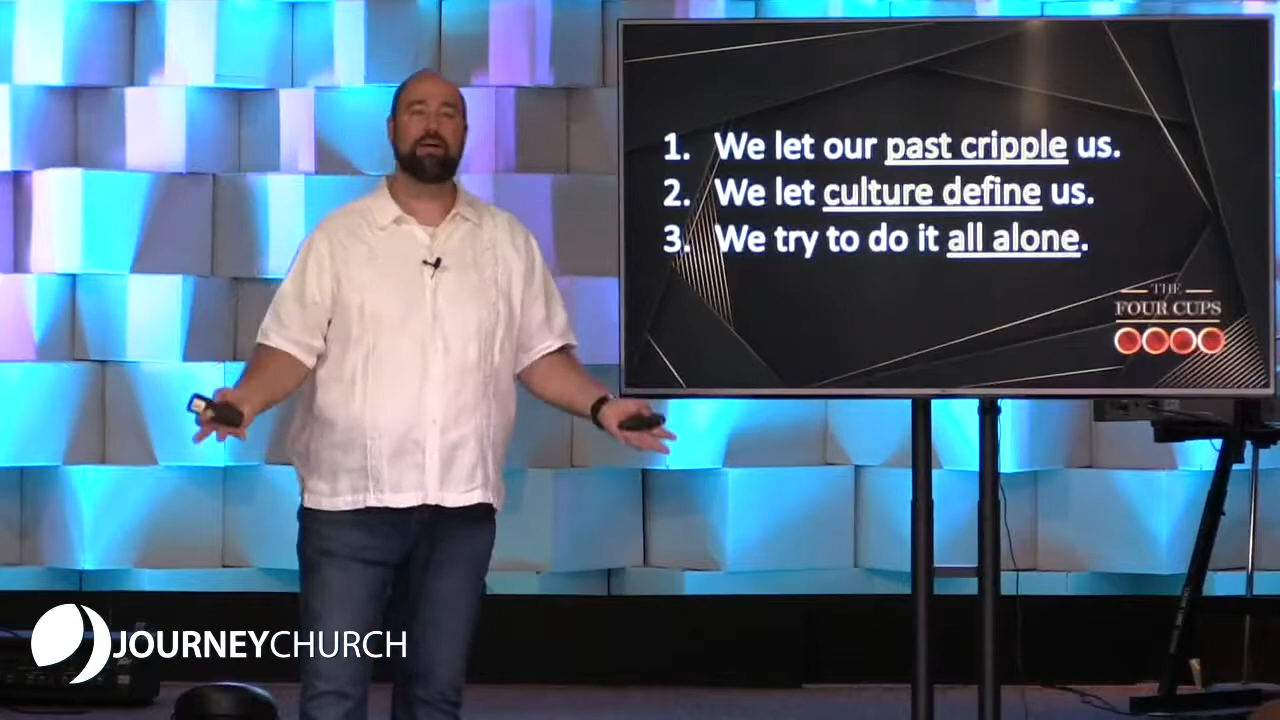 1. We let our past cripple us.
2. We let culture define us.
3. We try to do it all alone.
THE
FOUR CUPS
JOURNEYCHURCH